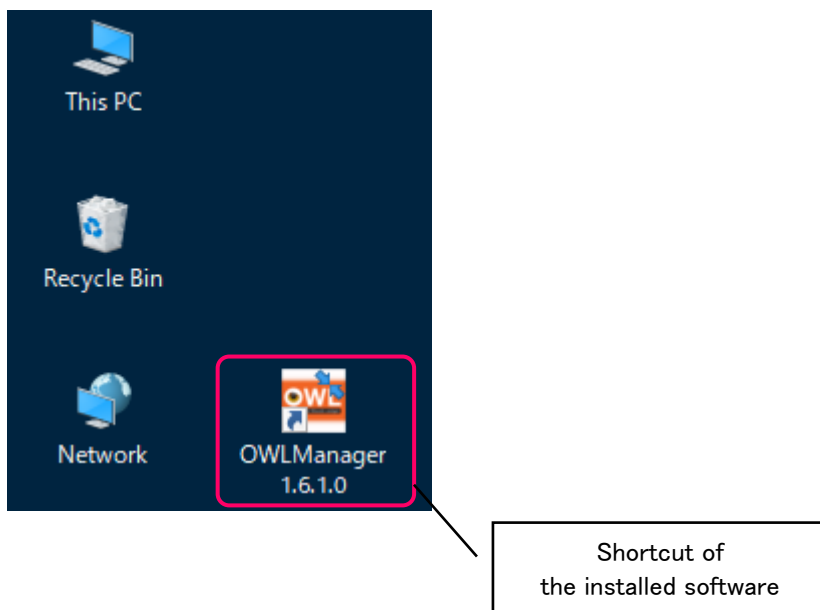 This PC
Recycle Bin
Network
OWL
OWLManager
1.6.1.0
Shortcut of
the installed software